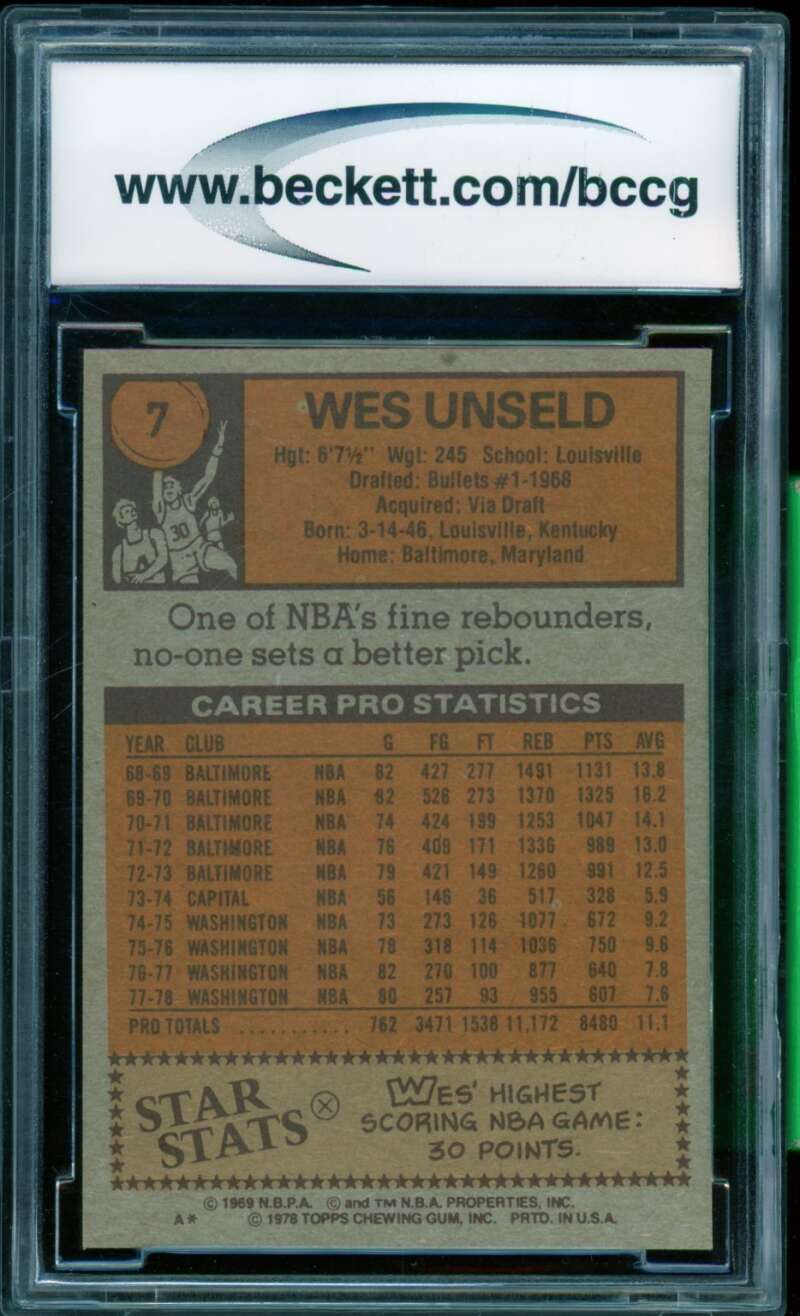 www.beckett.com/bccg
7
WES UNSELD
Hgt: 6'7½" Wgt: 245 School: Louisville
Drafted: Bullets #1-1968
Acquired: Via Draft
Born: 3-14-46, Louisville, Kentucky
Home: Baltimore, Maryland
30
One of NBA's fine rebounders,
no-one sets a better pick.
CAREER PRO STATISTICS
YEAR CLUB G FG FT REB PTS AVG
68-69 BALTIMORE NBA 82 427 277 1491 1131 13.8
69-70 BALTIMORE NBA 82 526 273 1370 1325 16.2
70-71 BALTIMORE NBA 74 424 199 1253 1047 14.1
71-72 BALTIMORE NBA 76 409 171 1336 989 13.0
72-73 BALTIMORE NBA 79 421 149 1260 991 12.5
73-74 CAPITAL NBA 56 146 36 517 328 5.9
74-75 WASHINGTON NBA 73 273 126 1077 672 9.2
75-76 WASHINGTON NBA 78 318 114 1036 750 9.6
76-77 WASHINGTON NBA 82 270 100 877 640 7.8
77-78 WASHINGTON NBA 80 257 93 955 607 7.6
PRO TOTALS ........... 762 3471 1538 11,172 8480 11.1
STAR STATS
WES' HIGHEST
SCORING NBA GAME:
30 POINTS.
© 1969 N.B.P.A. © and TM N.B.A. PROPERTIES, INC.
A* © 1978 TOPPS CHEWING GUM, INC. PRTD. IN U.S.A.